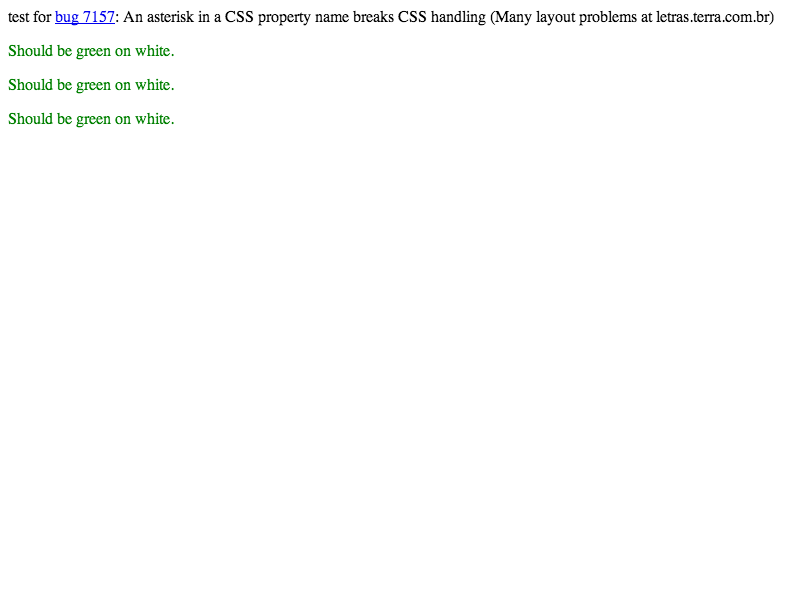 test for bug 7157: An asterisk in a CSS property name breaks CSS handling (Many layout problems at letras.terra.com.br)
Should be green on white.
Should be green on white.
Should be green on white.